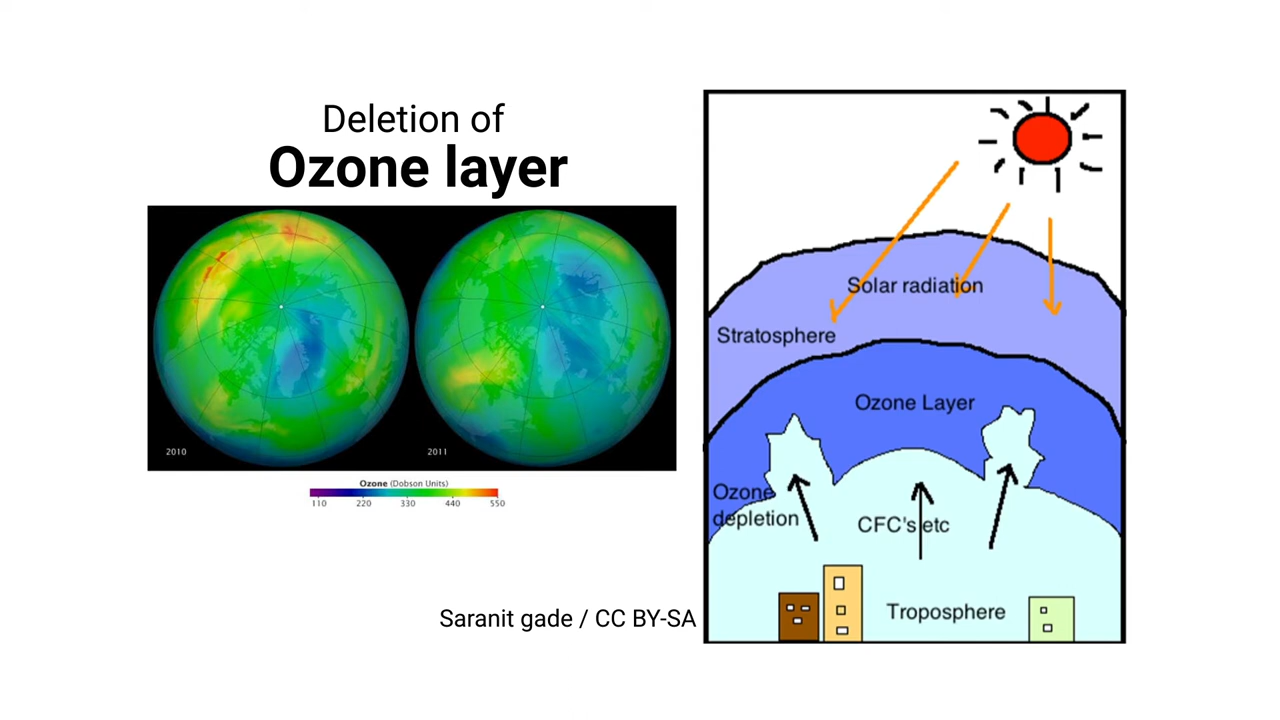 Deletion of
Ozone layer
2010
2011
Ozone (Dobson Units)
110 220 330 440 550
Saranit gade / CC BY-SA
Solar radiation
Stratosphere
Ozone Layer
Ozone
depletion
CFC's etc
Troposphere